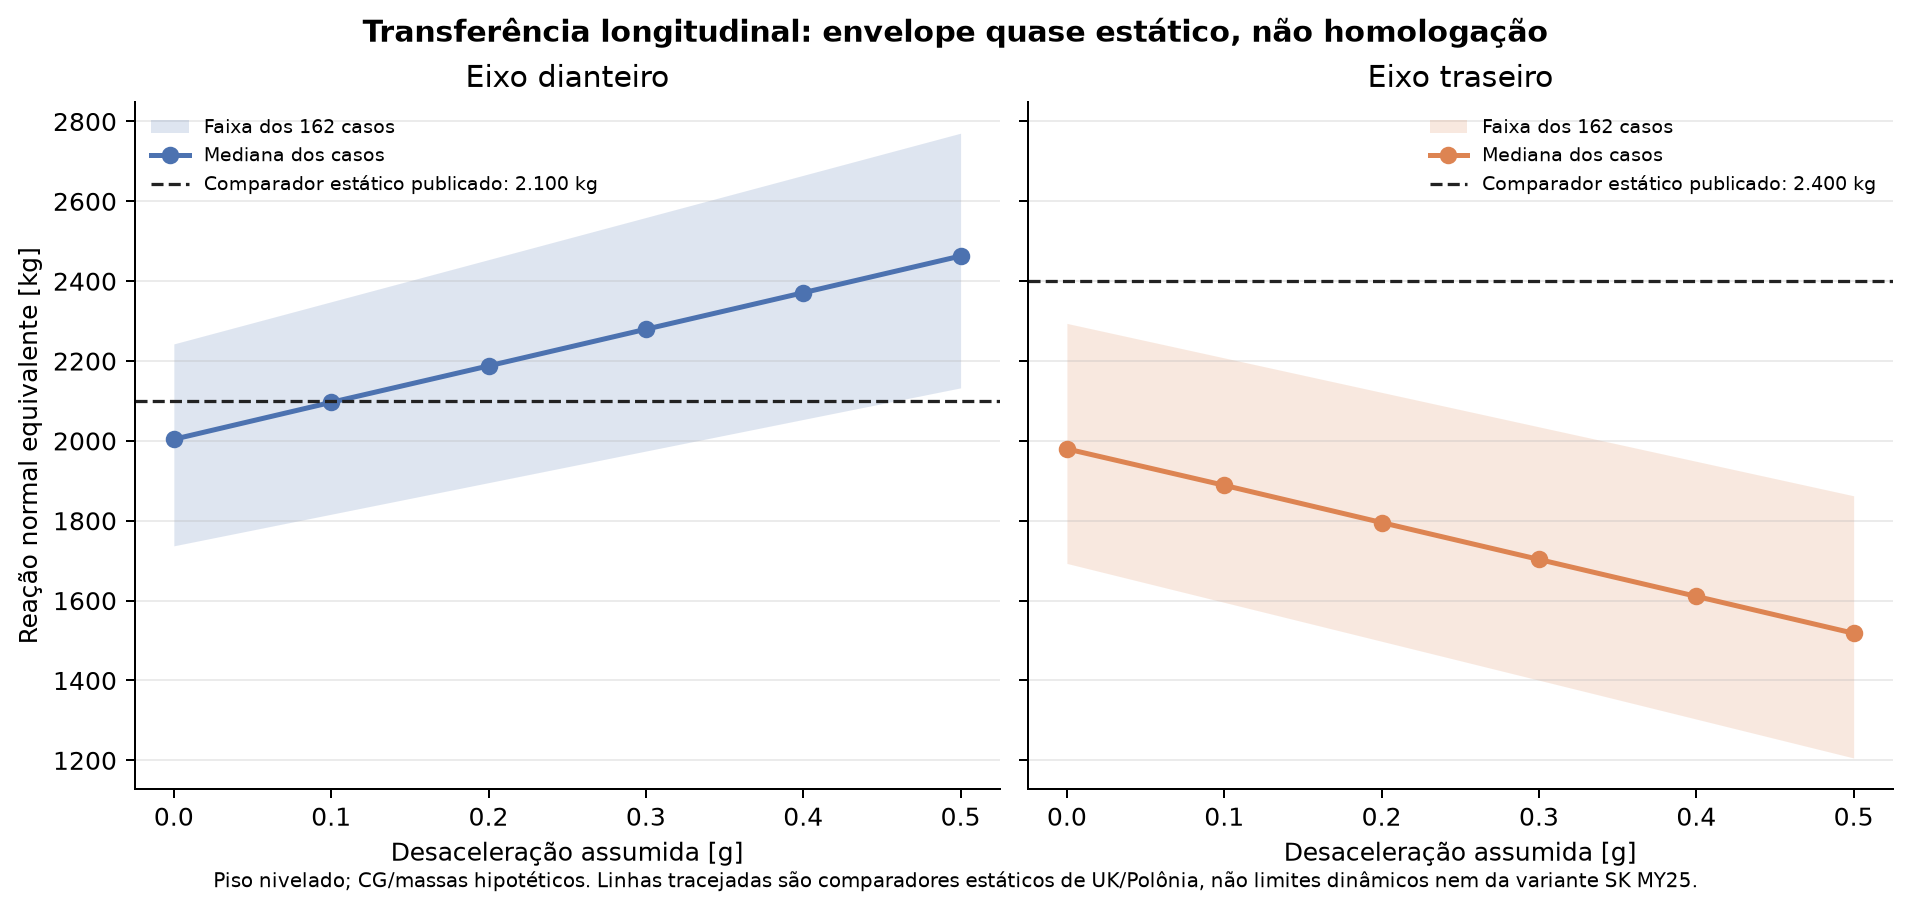 Transferência longitudinal: envelope quase estático, não homologação
Eixo dianteiro
Reação normal equivalente [kg]
2800
2600
2400
2200
2000
1800
1600
1400
1200
Faixa dos 162 casos
Mediana dos casos
Comparador estático publicado: 2.100 kg
0.0 0.1 0.2 0.3 0.4 0.5
Desaceleração assumida [g]
Eixo traseiro
Faixa dos 162 casos
Mediana dos casos
Comparador estático publicado: 2.400 kg
0.0 0.1 0.2 0.3 0.4 0.5
Desaceleração assumida [g]
Piso nivelado; CG/massas hipotéticos. Linhas tracejadas são comparadores estáticos de UK/Polônia, não limites dinâmicos nem da variante SK MY25.